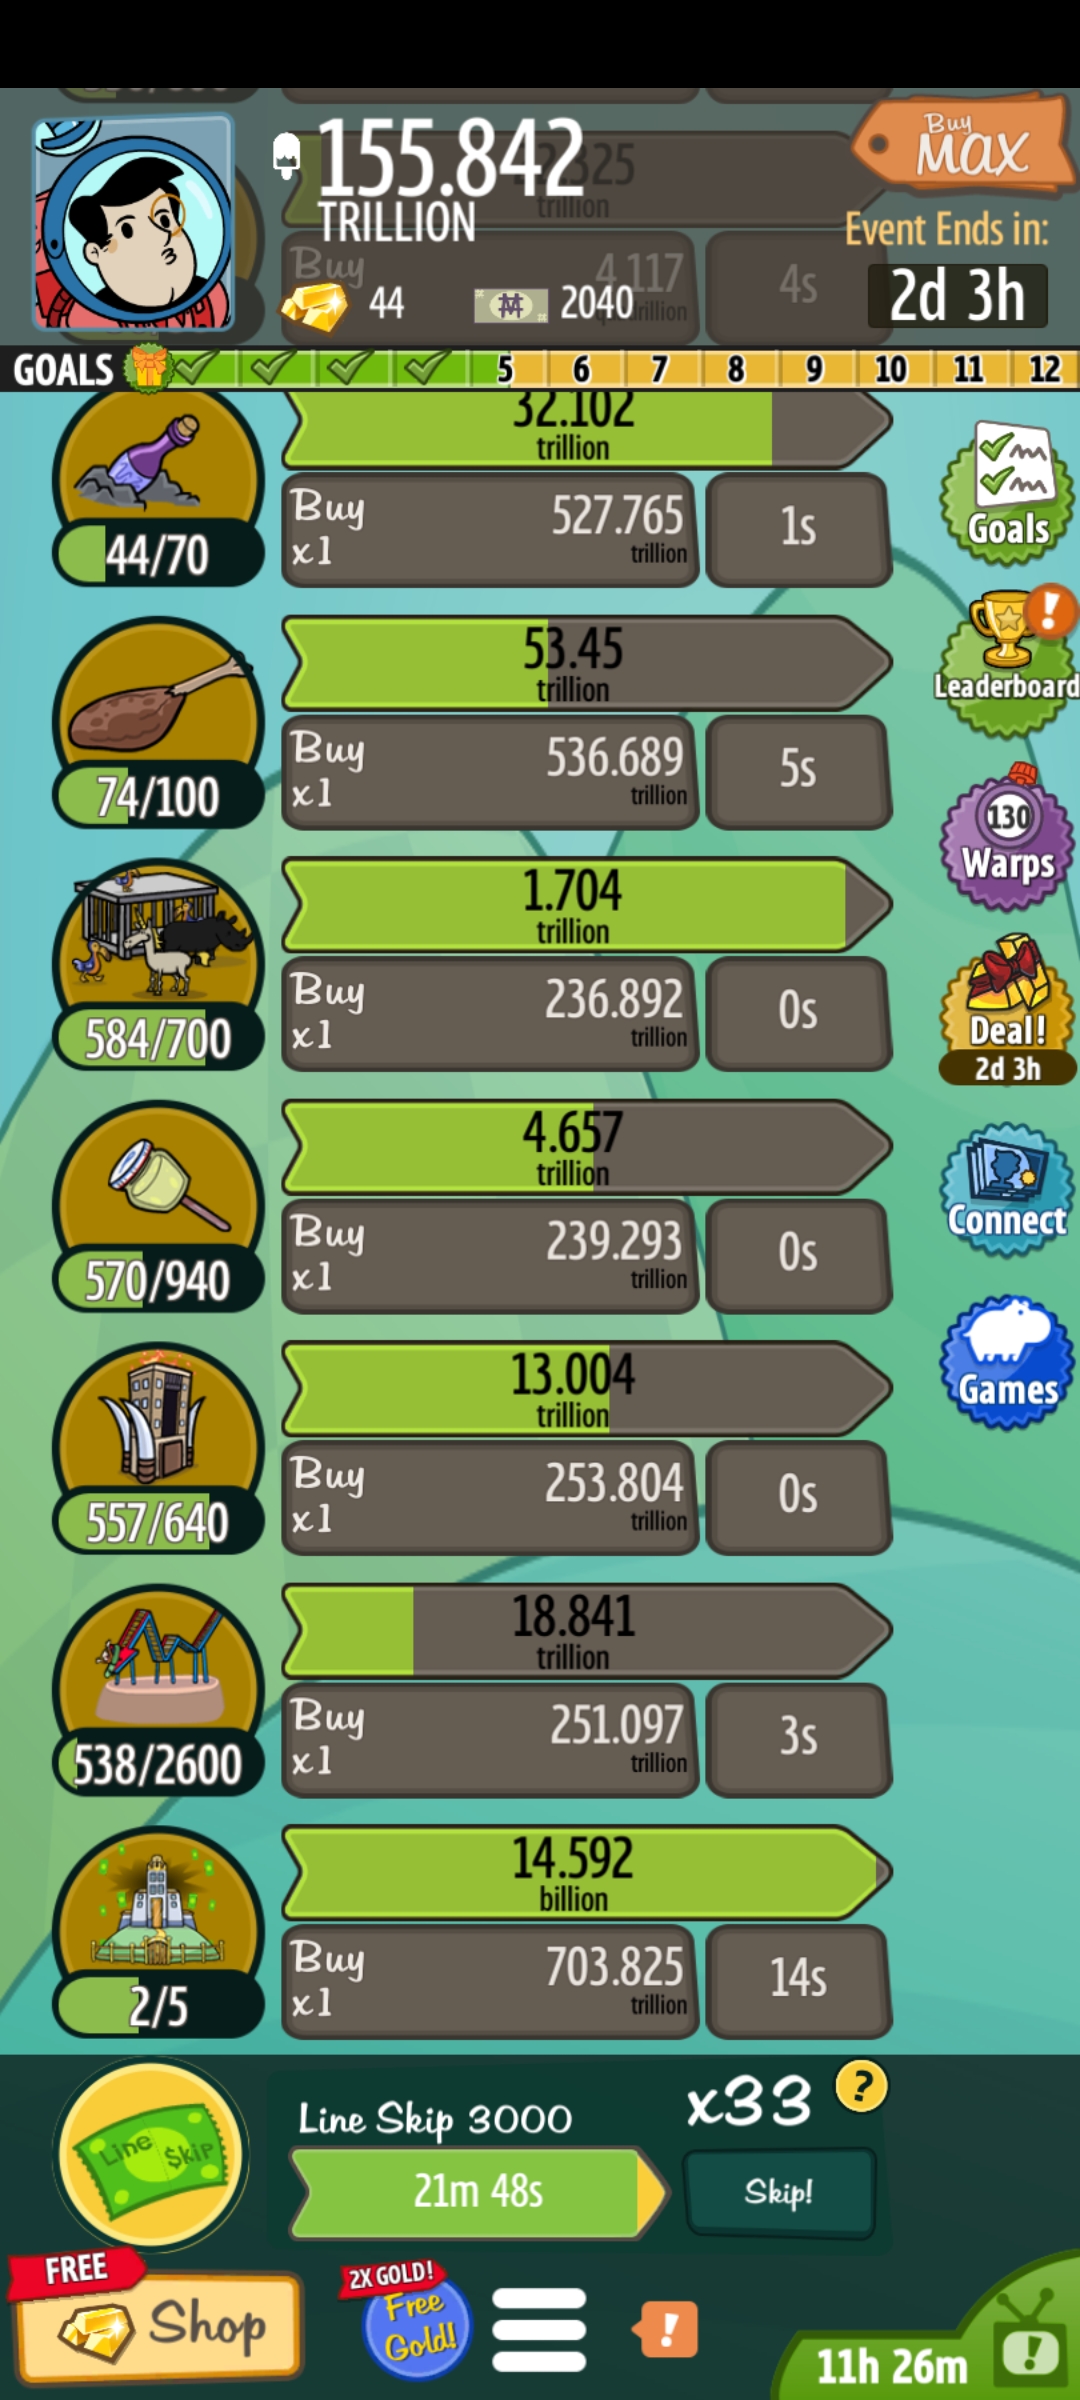 155.842
TRILLION
44
2040
Buy
MAX
Event Ends in:
2d 3h
trillion
Buy
4.117
4s
GOALS
5 6 7 8 9 10 11 12
32.102
trillion
44/70
Buy
x1
527.765
trillion
1s
Goals
53.45
trillion
74/100
Buy
x1
536.689
trillion
5s
Leaderboard
130
Warps
1.704
trillion
584/700
Buy
x1
236.892
trillion
0s
Deal!
2d 3h
4.657
trillion
570/940
Buy
x1
239.293
trillion
0s
Connect
13.004
trillion
557/640
Buy
x1
253.804
trillion
0s
Games
18.841
trillion
538/2600
Buy
x1
251.097
trillion
3s
14.592
billion
2/5
Buy
x1
703.825
trillion
14s
Line $kip
Line Skip 3000
21m 48s
x33
?
Skip!
FREE
Shop
2X GOLD!
Free
Gold!
!
11h 26m
!